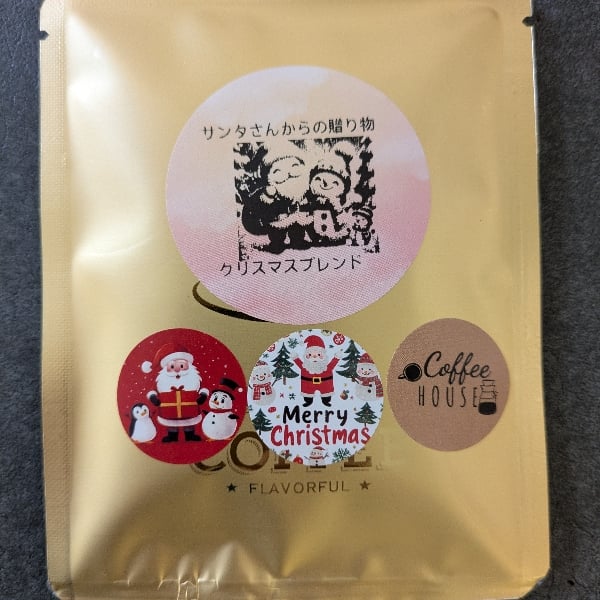 サンタさんからの贈り物
クリスマスブレンド
Merry
Christmas
Coffee
HOUSE
COFFEE
★ FLAVORFUL ★